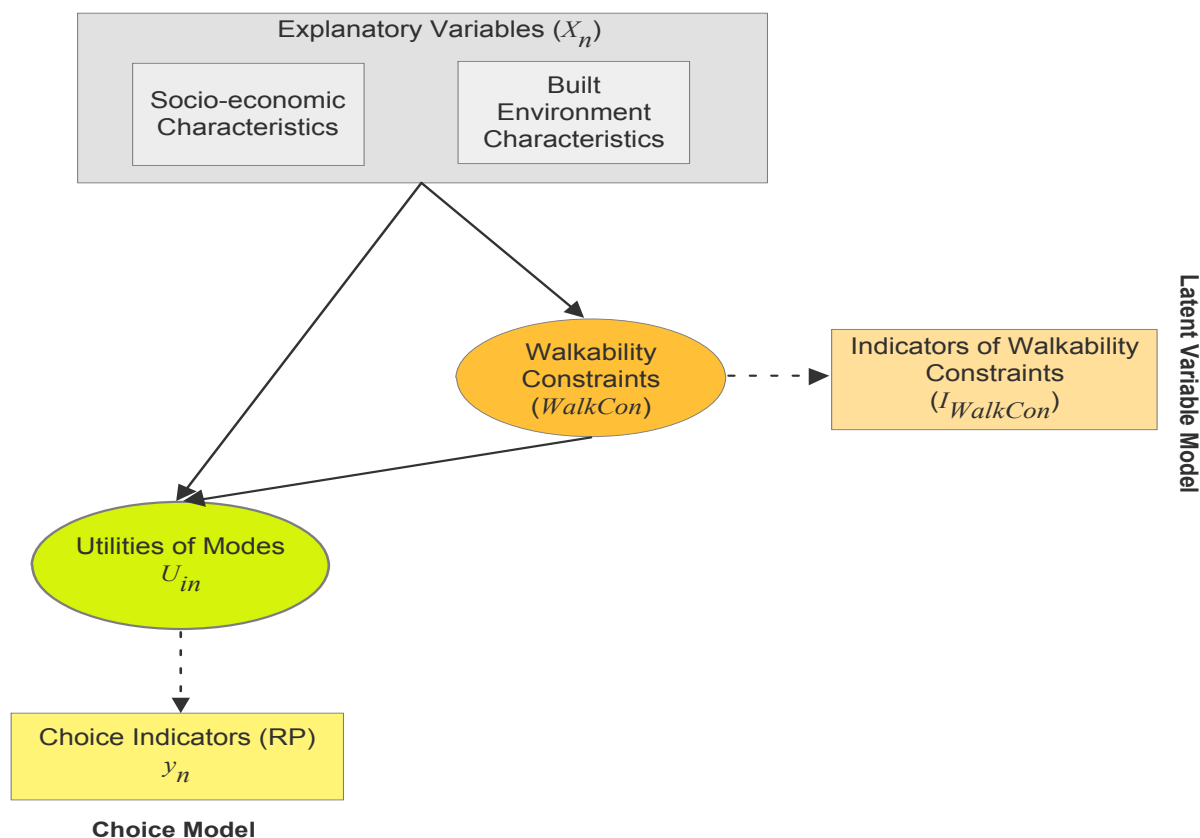 Explanatory Variables (Xn)
Socio-economic
Characteristics
Built
Environment
Characteristics
Walkability
Constraints
(WalkCon)
Indicators of Walkability
Constraints
(IWalkCon)
Latent Variable Model
Utilities of Modes
Uin
Choice Indicators (RP)
yn
Choice Model